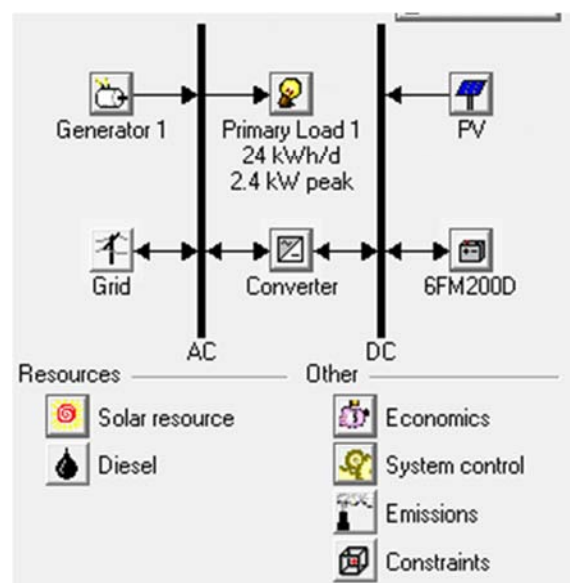 Generator 1
Primary Load 1
24 kWh/d
2.4 kW peak
PV
Grid
Converter
6FM200D
AC
DC
Resources
Other
Solar resource
Economics
Diesel
System control
Emissions
Constraints